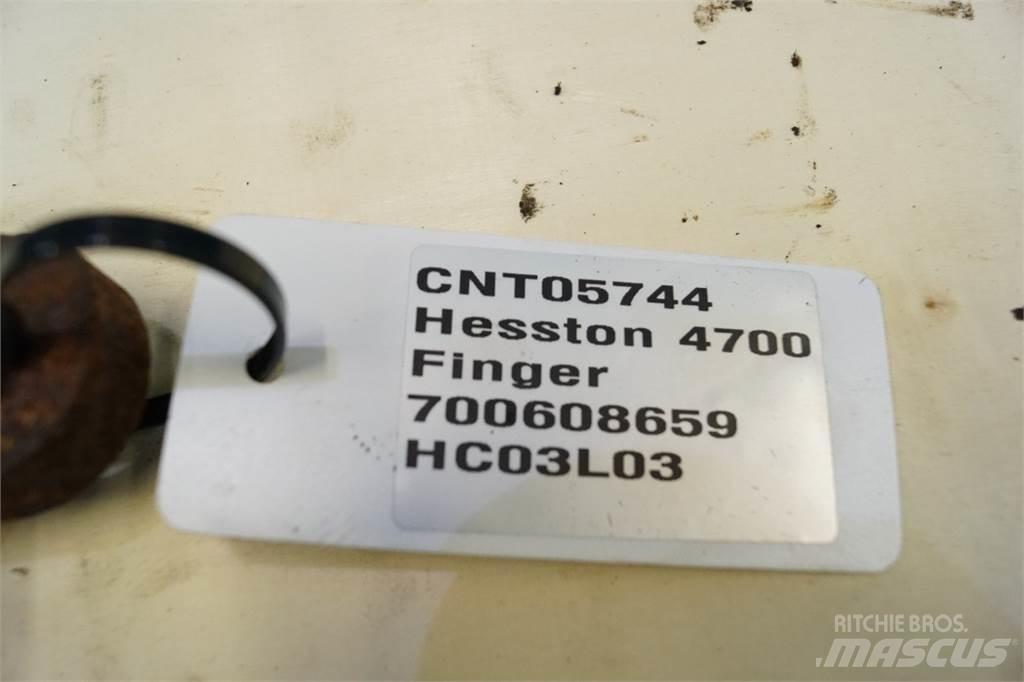 CNT05744
Hesston 4700
Finger
700608659
HC03L03
RITCHIE BROS.
MASCUS